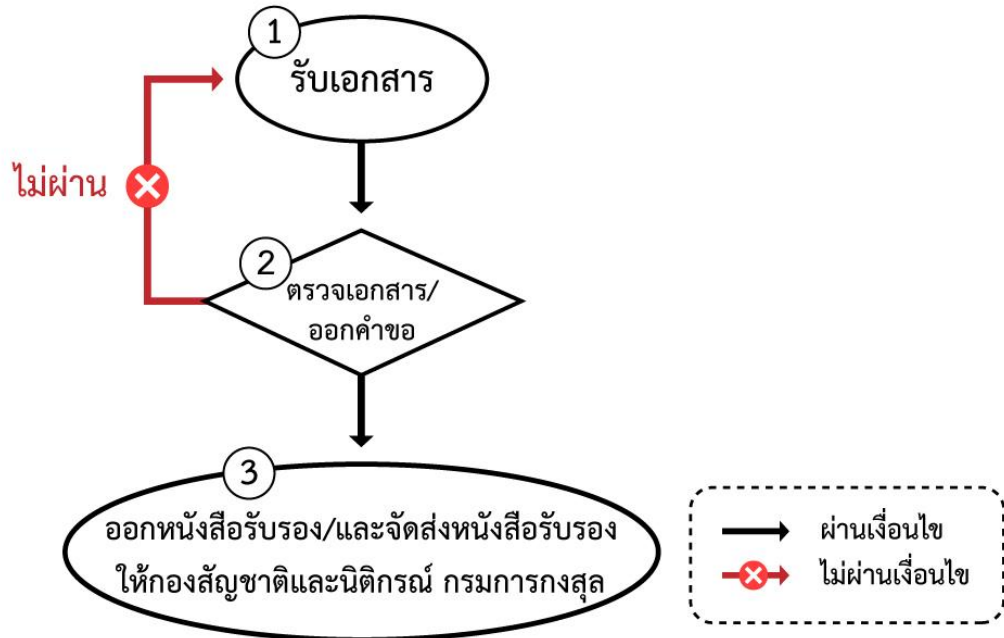 1
รับเอกสาร
ไม่ผ่าน
2
ตรวจเอกสาร/
ออกคำขอ
3
ออกหนังสือรับรอง/และจัดส่งหนังสือรับรอง
ให้กองสัญชาติและนิติกรณ์ กรมการกงสุล
ผ่านเงื่อนไข
ไม่ผ่านเงื่อนไข